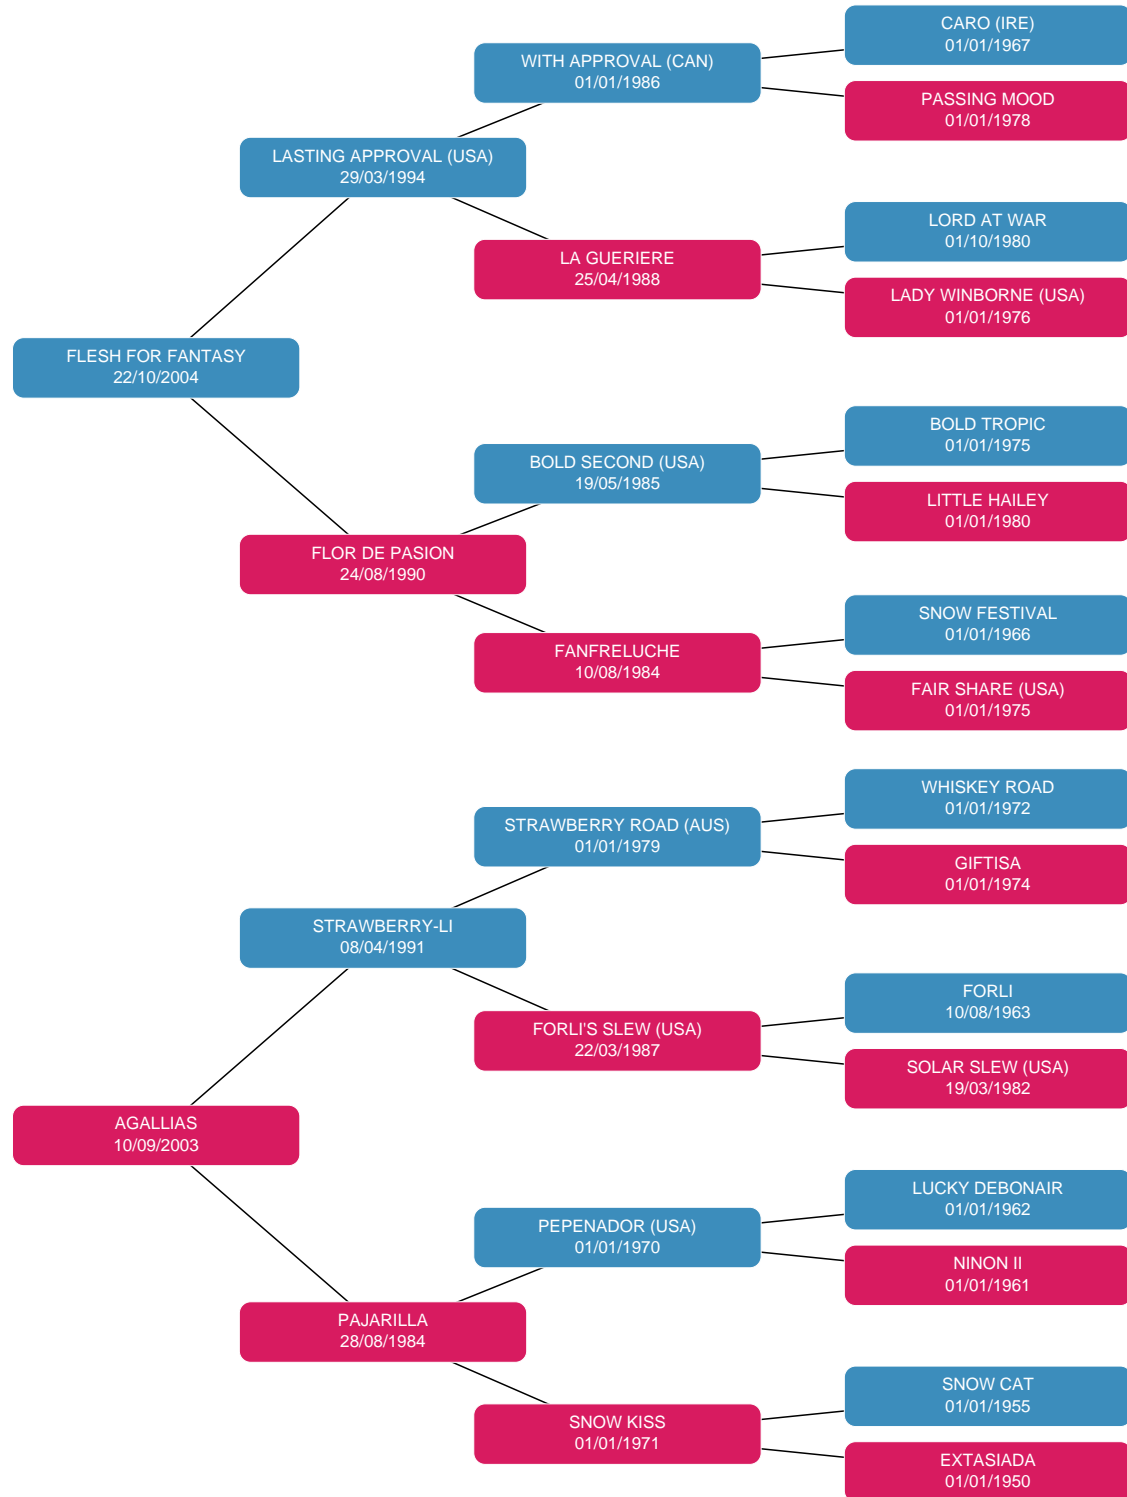 CARO (IRE)
01/01/1967
WITH APPROVAL (CAN)
01/01/1986
PASSING MOOD
01/01/1978
LASTING APPROVAL (USA)
29/03/1994
LORD AT WAR
01/10/1980
LA GUERIERE
25/04/1988
LADY WINBORNE (USA)
01/01/1976
FLESH FOR FANTASY
22/10/2004
BOLD TROPIC
01/01/1975
BOLD SECOND (USA)
19/05/1985
LITTLE HAILEY
01/01/1980
FLOR DE PASION
24/08/1990
SNOW FESTIVAL
01/01/1966
FANFRELUCHE
10/08/1984
FAIR SHARE (USA)
01/01/1975
WHISKEY ROAD
01/01/1972
STRAWBERRY ROAD (AUS)
01/01/1979
GIFTISA
01/01/1974
STRAWBERRY-LI
08/04/1991
FORLI
10/08/1963
FORLI'S SLEW (USA)
22/03/1987
SOLAR SLEW (USA)
19/03/1982
AGALLIAS
10/09/2003
LUCKY DEBONAIR
01/01/1962
PEPENADOR (USA)
01/01/1970
NINON II
01/01/1961
PAJARILLA
28/08/1984
SNOW CAT
01/01/1955
SNOW KISS
01/01/1971
EXTASIADA
01/01/1950